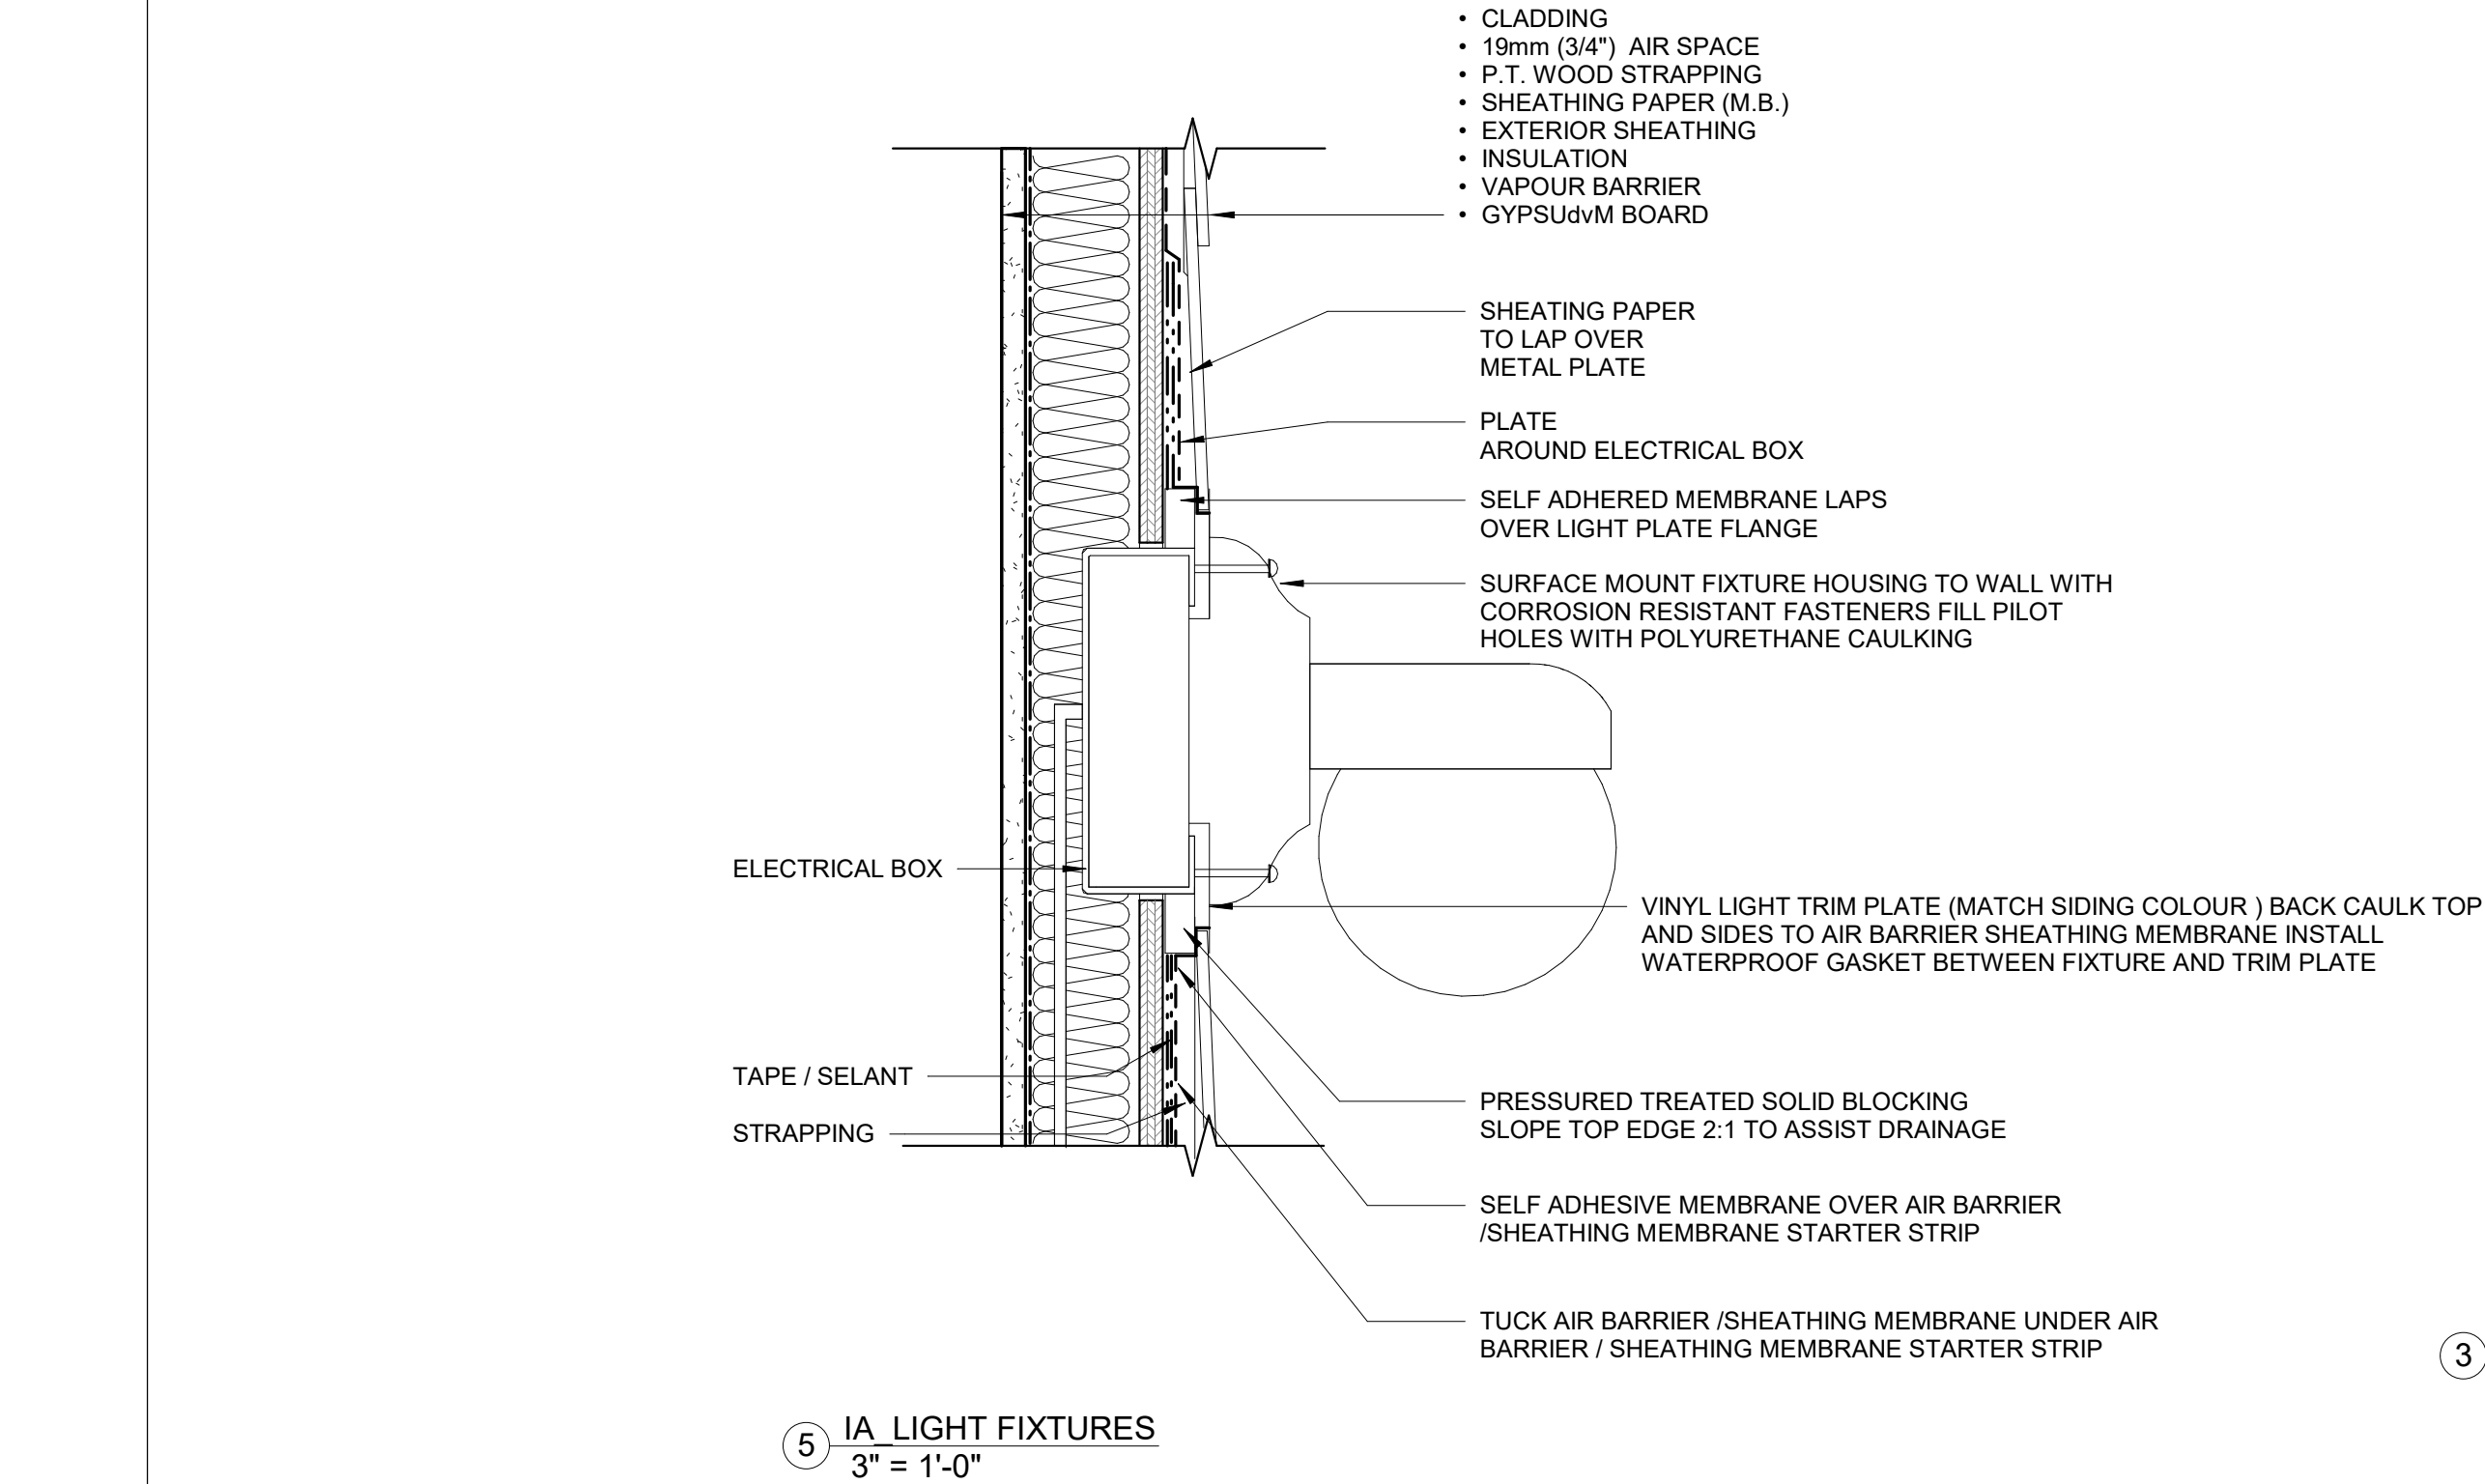 • CLADDING
• 19mm (3/4") AIR SPACE
• P.T. WOOD STRAPPING
• SHEATHING PAPER (M.B.)
• EXTERIOR SHEATHING
• INSULATION
• VAPOUR BARRIER
• GYPSUdvM BOARD
SHEATING PAPER
TO LAP OVER
METAL PLATE
PLATE
AROUND ELECTRICAL BOX
SELF ADHERED MEMBRANE LAPS
OVER LIGHT PLATE FLANGE
SURFACE MOUNT FIXTURE HOUSING TO WALL WITH
CORROSION RESISTANT FASTENERS FILL PILOT
HOLES WITH POLYURETHANE CAULKING
ELECTRICAL BOX
VINYL LIGHT TRIM PLATE (MATCH SIDING COLOUR ) BACK CAULK TOP
AND SIDES TO AIR BARRIER SHEATHING MEMBRANE INSTALL
WATERPROOF GASKET BETWEEN FIXTURE AND TRIM PLATE
TAPE / SELANT
STRAPPING
PRESSURED TREATED SOLID BLOCKING
SLOPE TOP EDGE 2:1 TO ASSIST DRAINAGE
SELF ADHESIVE MEMBRANE OVER AIR BARRIER
/SHEATHING MEMBRANE STARTER STRIP
TUCK AIR BARRIER /SHEATHING MEMBRANE UNDER AIR
BARRIER / SHEATHING MEMBRANE STARTER STRIP
3
5 IA_LIGHT FIXTURES
3" = 1'-0"